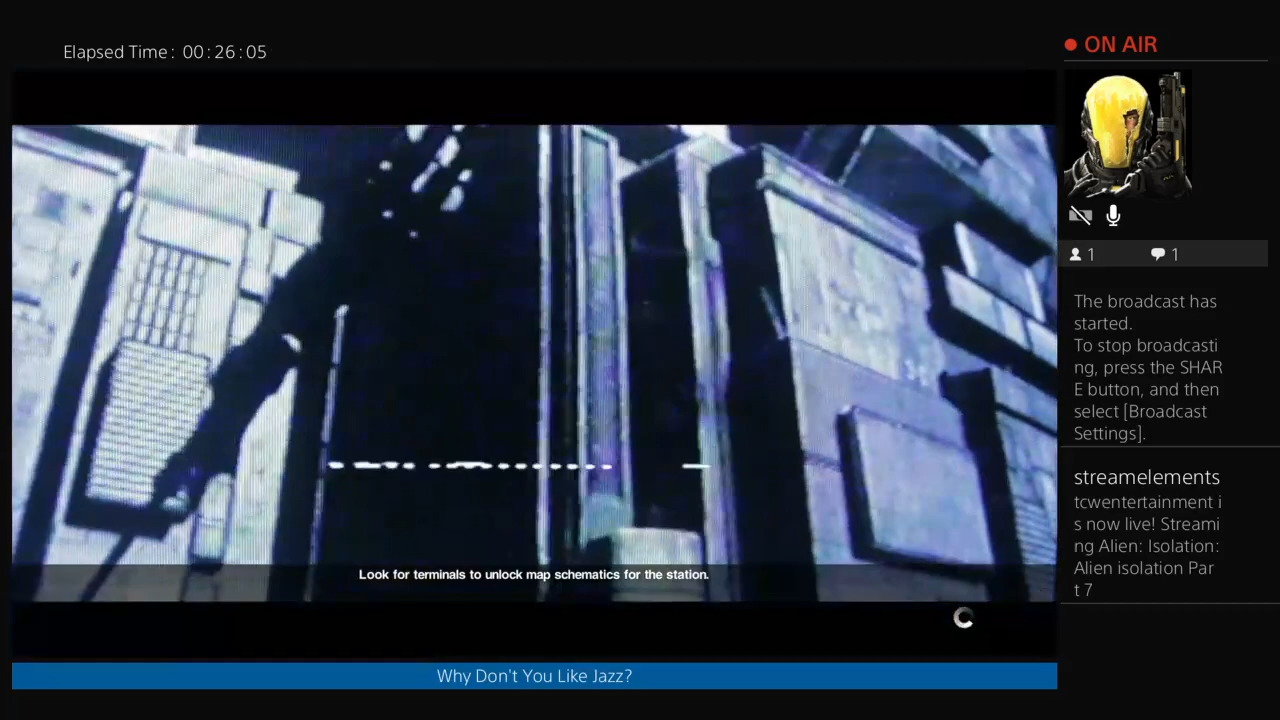 Elapsed Time: 00:26:05
ON AIR
1
1
The broadcast has
started.
To stop broadcasti
ng, press the SHAR
E button, and then
select [Broadcast
Settings].
streamelements
tcwentertainment i
s now live! Streami
ng Alien: Isolation:
Alien isolation Par
t 7
Look for terminals to unlock map schematics for the station.
Why Don't You Like Jazz?